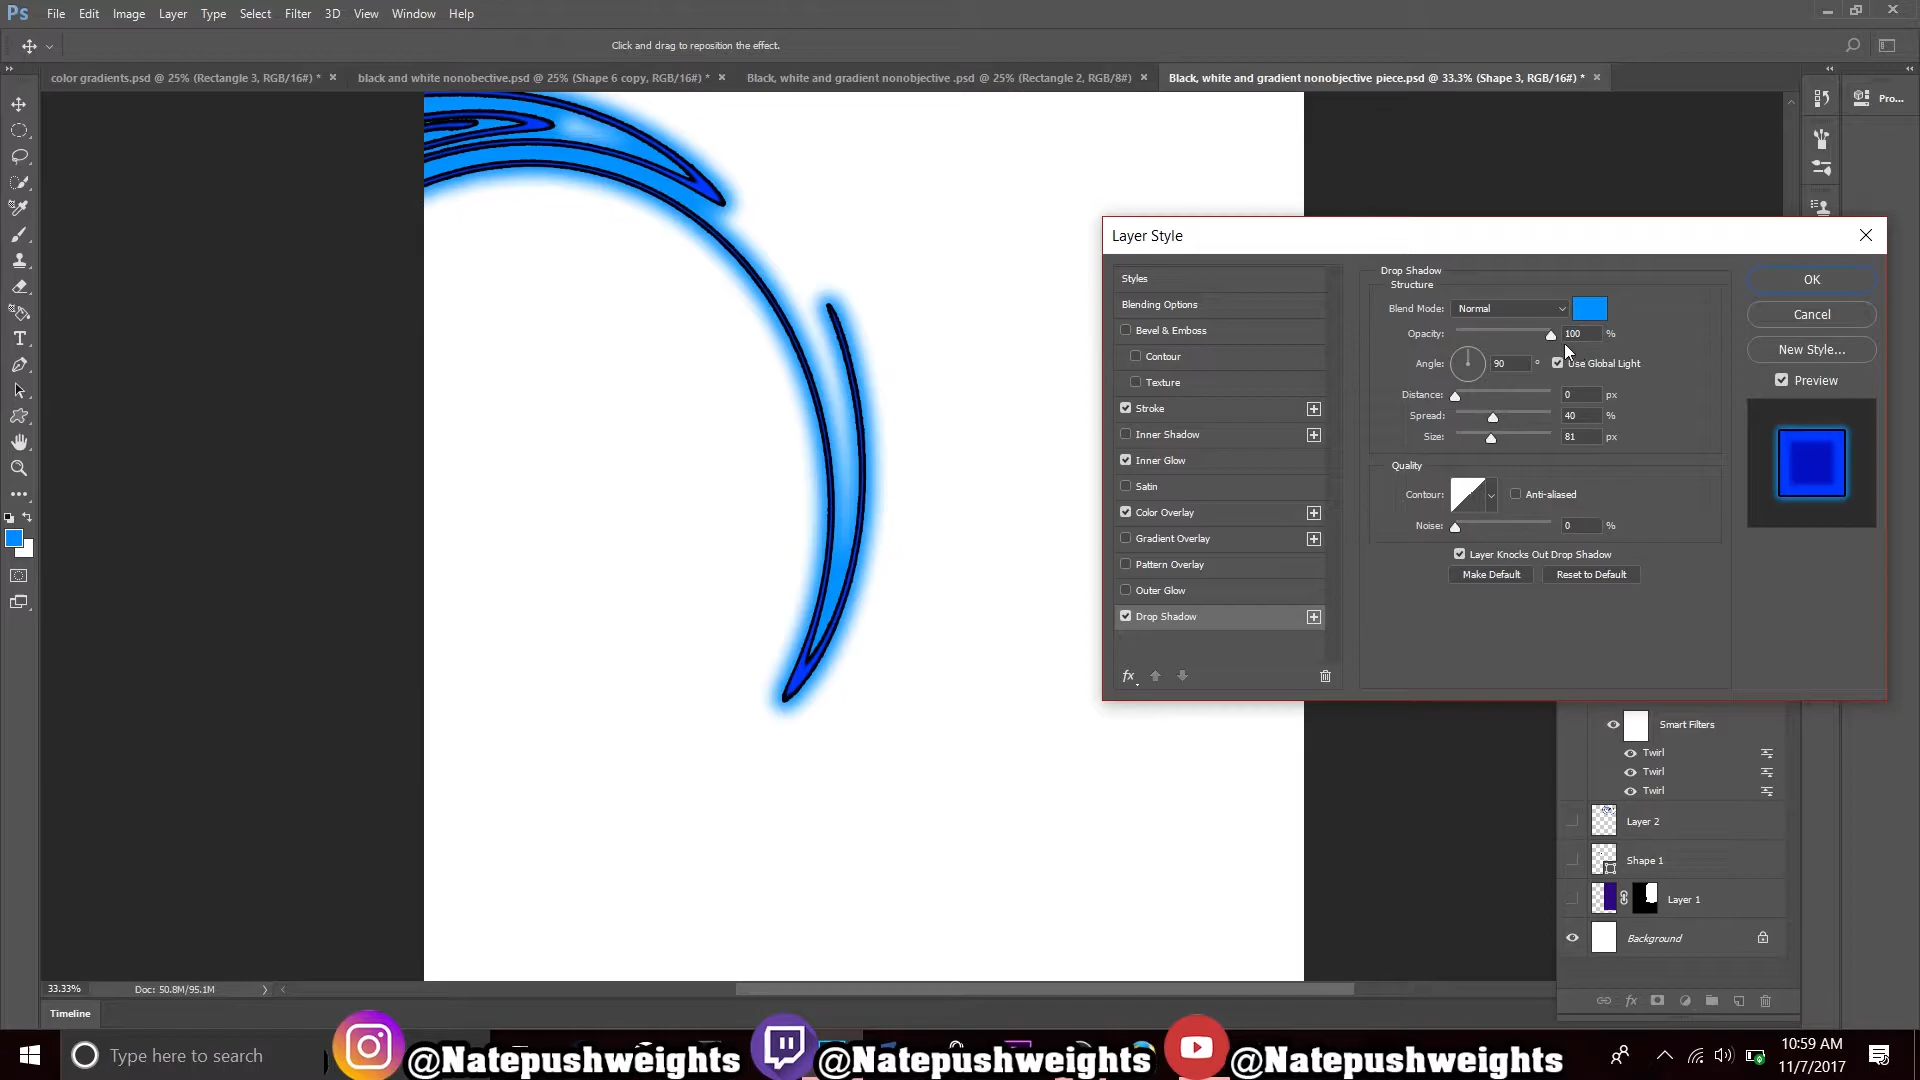 Ps File Edit Image Layer Type Select Filter 3D View Window Help
Click and drag to reposition the effect.
color gradients.psd @ 25% (Rectangle 3, RGB/16#) * × black and white nonobective.psd @ 25% (Shape 6 copy, RGB/16#) * × Black, white and gradient nonobjective .psd @ 25% (Rectangle 2, RGB/8#) × Black, white and gradient nonobjective piece.psd @ 33.3% (Shape 3, RGB/16#) * ×
Pro...
Layer Style
Styles
Blending Options
Bevel & Emboss
Contour
Texture
Stroke
Inner Shadow
Inner Glow
Satin
Color Overlay
Gradient Overlay
Pattern Overlay
Outer Glow
Drop Shadow
fx
Drop Shadow
Structure
Blend Mode: Normal
Opacity: 100 %
Angle: 90 ° Use Global Light
Distance: 0 px
Spread: 40 %
Size: 81 px
Quality
Contour: Anti-aliased
Noise: 0 %
Layer Knocks Out Drop Shadow
Make Default Reset to Default
OK
Cancel
New Style...
Preview
Smart Filters
Twirl
Twirl
Twirl
Layer 2
Shape 1
Layer 1
Background
fx
33.33% Doc: 50.8M/95.1M
Timeline
Type here to search
@Natepushweights @Natepushweights @Natepushweights
10:59 AM
11/7/2017